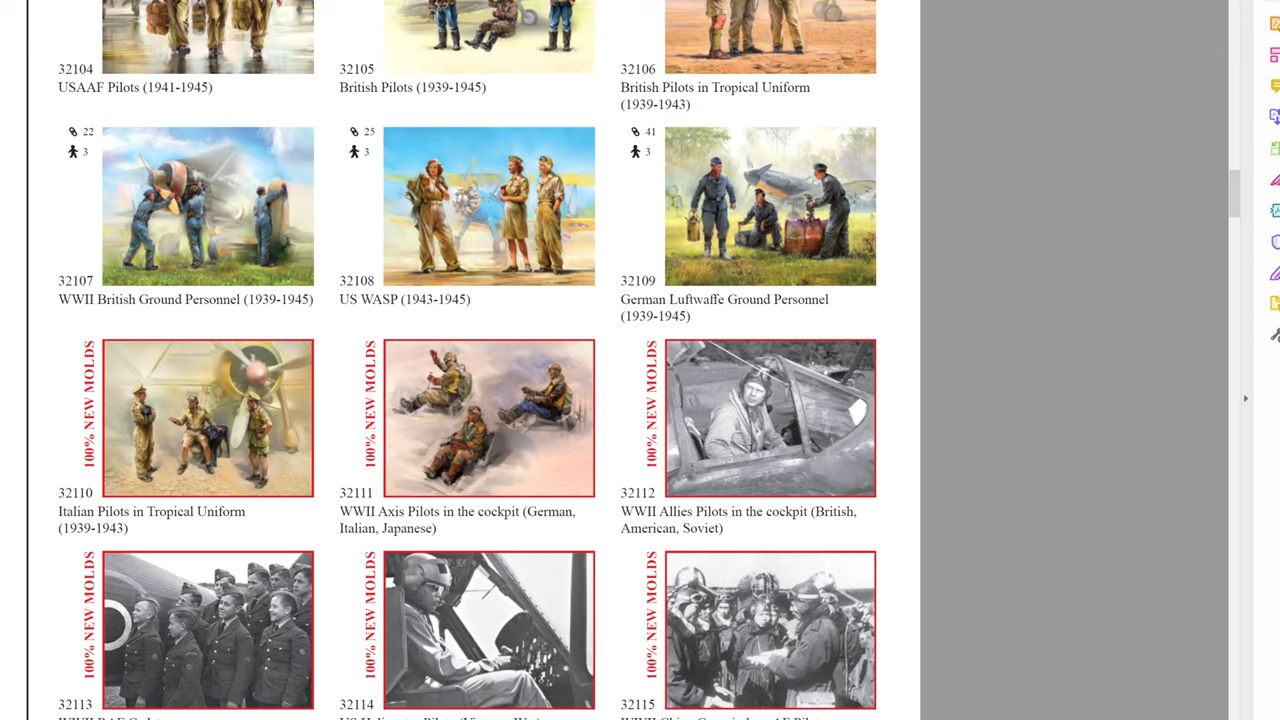 32104
USAAF Pilots (1941-1945)
32105
British Pilots (1939-1945)
32106
British Pilots in Tropical Uniform
(1939-1943)
22
3
32107
WWII British Ground Personnel (1939-1945)
25
3
32108
US WASP (1943-1945)
41
3
32109
German Luftwaffe Ground Personnel
(1939-1945)
100% NEW MOLDS
32110
Italian Pilots in Tropical Uniform
(1939-1943)
100% NEW MOLDS
32111
WWII Axis Pilots in the cockpit (German,
Italian, Japanese)
100% NEW MOLDS
32112
WWII Allies Pilots in the cockpit (British,
American, Soviet)
100% NEW MOLDS
32113
100% NEW MOLDS
32114
100% NEW MOLDS
32115